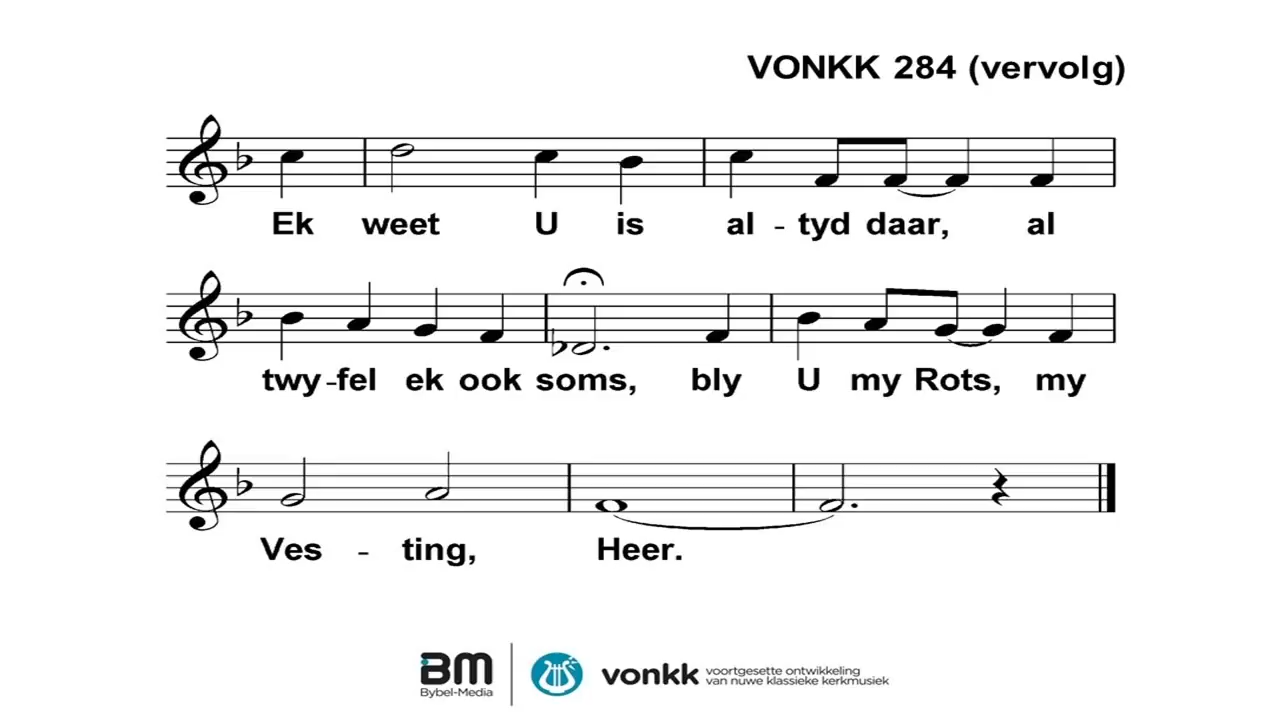 VONKK 284 (vervolg)
Ek weet U is al - tyd daar, al
twy-fel ek ook soms, bly U my Rots, my
Ves - ting, Heer.
BM
Bybel-Media
vonkk
voortgesette ontwikkeling
van nuwe klassieke kerkmusiek